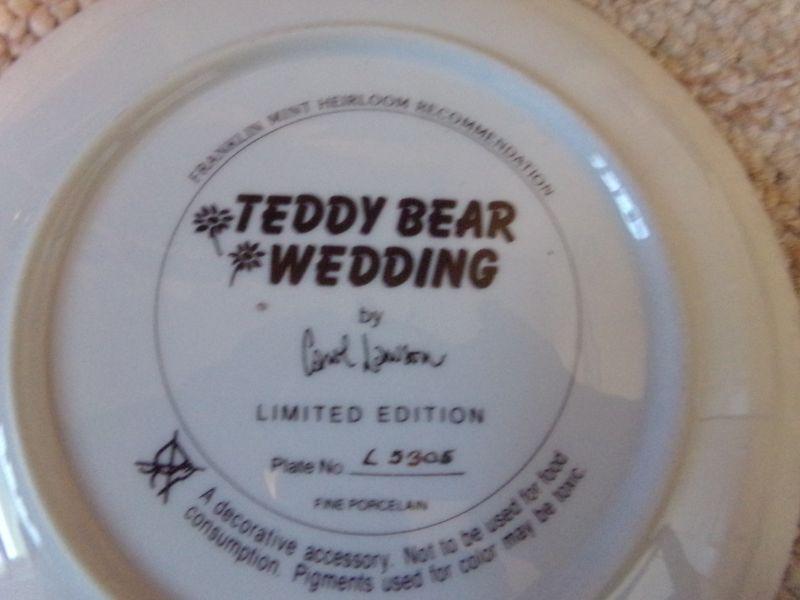 FRANKLIN MINT HEIRLOOM RECOMMENDATION
TEDDY BEAR
WEDDING
by
Carol Lawson
LIMITED EDITION
Plate No L 5305
FINE PORCELAIN
A decorative accessory. Not to be used for food
consumption. Pigments used for color may be toxic.